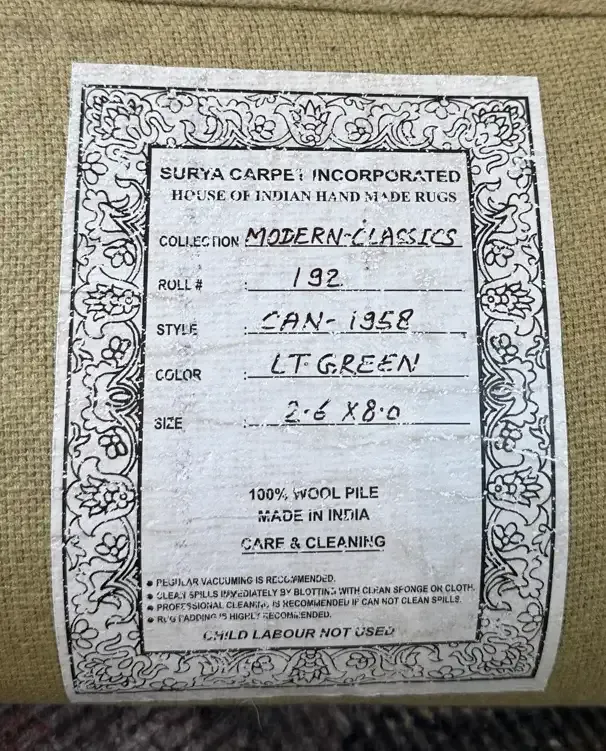 SURYA CARPET INCORPORATED
HOUSE OF INDIAN HAND MADE RUGS
COLLECTION MODERN-CLASSICS
ROLL # : 192
STYLE : CAN-1958
COLOR : LT. GREEN
SIZE : 2.6 X 8.0
100% WOOL PILE
MADE IN INDIA
CARE & CLEANING
• REGULAR VACCUMING IS RECOMMENDED.
• CLEAN SPILLS IMMEDIATELY BY BLOTTING WITH CLEAN SPONGE OR CLOTH.
• PROFESSIONAL CLEANING IS RECOMMENDED IF CAN NOT CLEAN SPILLS.
• RUG PADDING IS HIGHLY RECOMMENDED.
CHILD LABOUR NOT USED